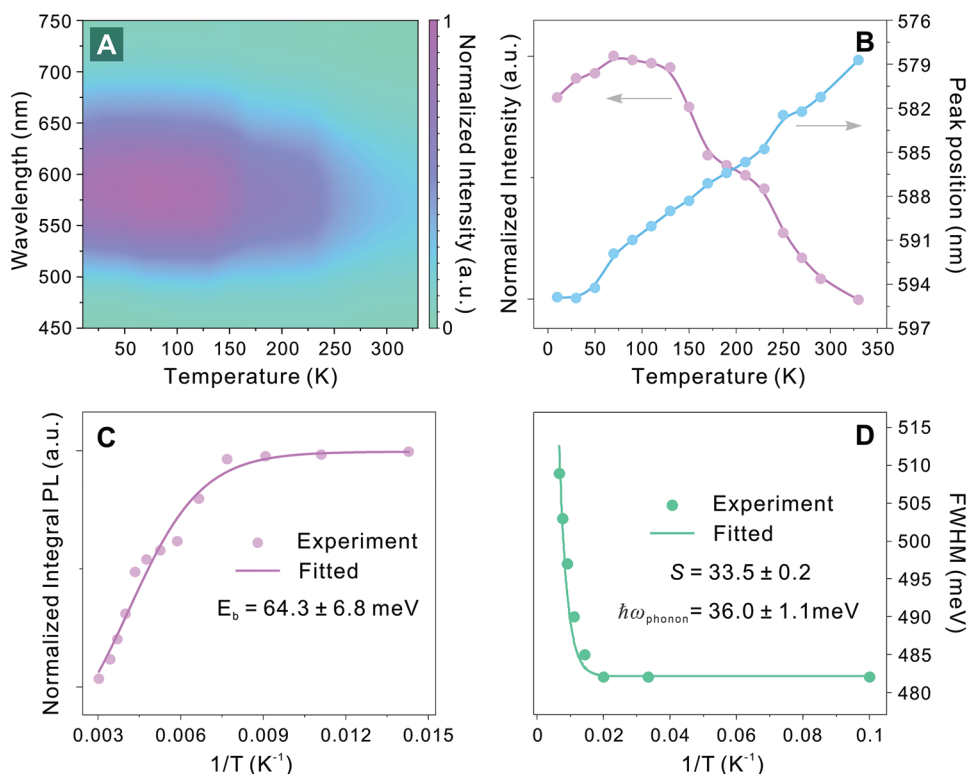 A
750
700
650
600
550
500
450
Wavelength (nm)
50 100 150 200 250 300
Temperature (K)
1
0
Normalized Intensity (a.u.)
B
Normalized Intensity (a.u.)
576
579
582
585
588
591
594
597
Peak position (nm)
0 50 100 150 200 250 300 350
Temperature (K)
C
Normalized Integral PL (a.u.)
Experiment
Fitted
E_b = 64.3 ± 6.8 meV
0.003 0.006 0.009 0.012 0.015
1/T (K⁻¹)
D
Experiment
Fitted
S = 33.5 ± 0.2
ħω_phonon = 36.0 ± 1.1meV
515
510
505
500
495
490
485
480
FWHM (meV)
0 0.02 0.04 0.06 0.08 0.1
1/T (K⁻¹)